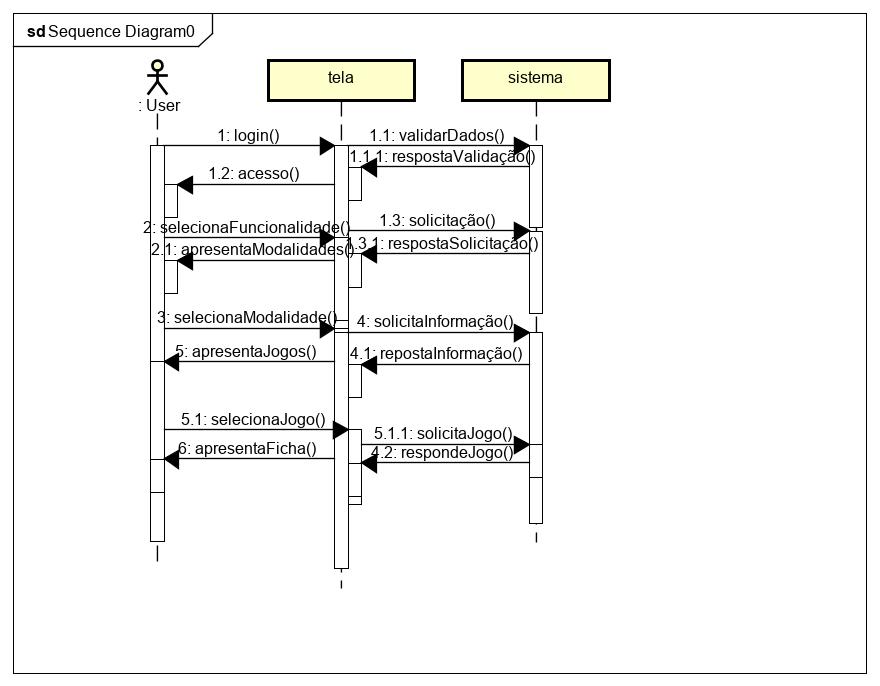 sd Sequence Diagram0
: User
tela
sistema
1: login()
1.1: validarDados()
1.1.1: respostaValidação()
1.2: acesso()
1.3: solicitação()
2: selecionaFuncionalidade()
1.3.1: respostaSolicitação()
2.1: apresentaModalidades()
3: selecionaModalidade()
4: solicitaInformação()
5: apresentaJogos()
4.1: repostaInformação()
5.1: selecionaJogo()
5.1.1: solicitaJogo()
6: apresentaFicha()
4.2: respondeJogo()